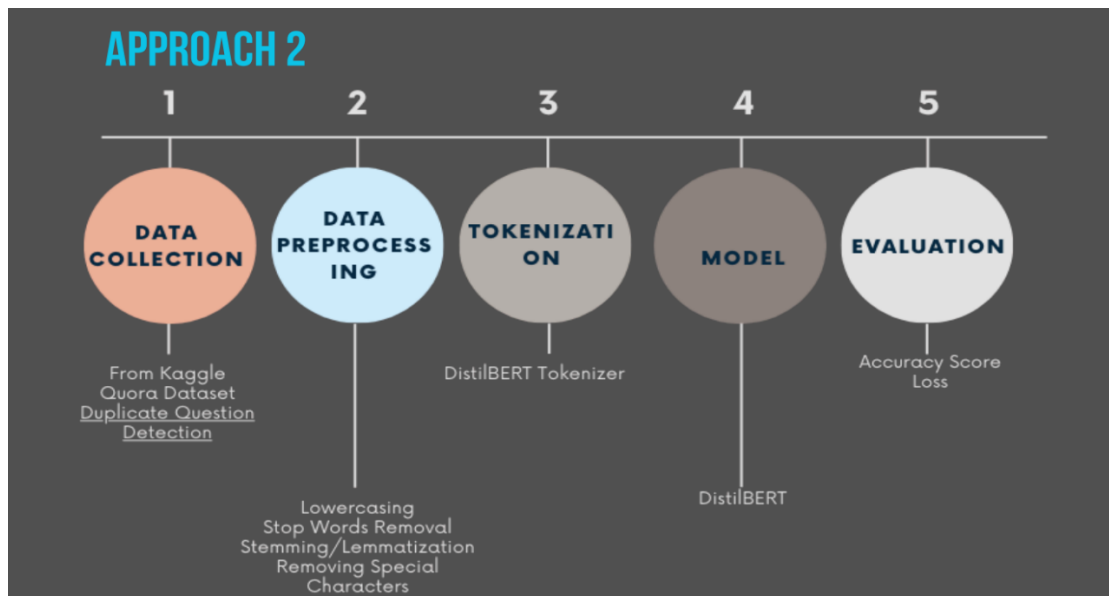 APPROACH 2
1
2
3
4
5
DATA
COLLECTION
DATA
PREPROCESS
ING
TOKENIZATI
ON
MODEL
EVALUATION
From Kaggle
Quora Dataset
Duplicate Question
Detection
Lowercasing
Stop Words Removal
Stemming/Lemmatization
Removing Special
Characters
DistilBERT Tokenizer
DistilBERT
Accuracy Score
Loss